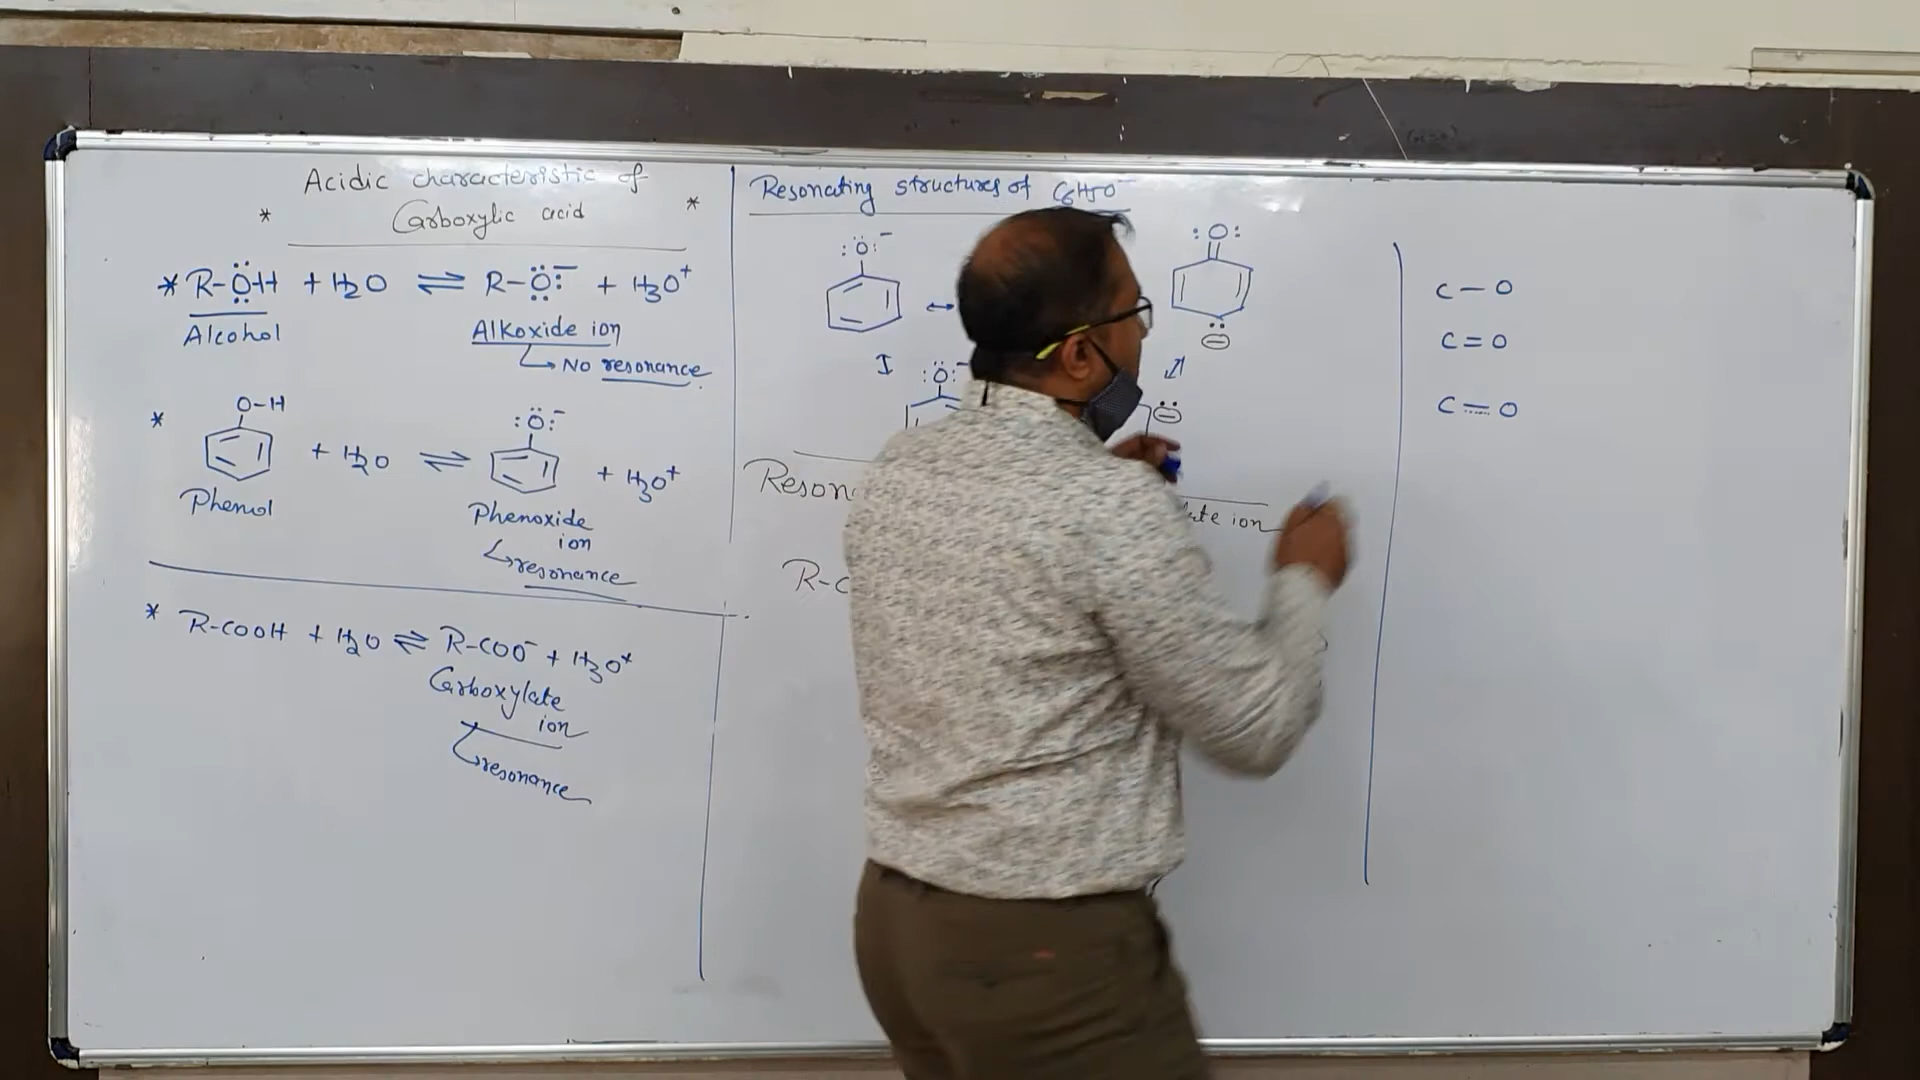 Acidic characteristic of
* Carboxylic acid *
* R-ÖH + H2O ⇌ R-Ö:⁻ + H3O⁺
Alcohol
Alkoxide ion
↳ No resonance
* O-H
+ H2O ⇌ :Ö:⁻ + H3O⁺
Phenol
Phenoxide
ion
↳ resonance
* R-COOH + H2O ⇌ R-COO⁻ + H3O⁺
Carboxylate
ion
↳ resonance
Resonating structures of C6H5O⁻
:Ö:⁻
↔
:O:
⊖
I
:Ö:⁻
⊖
ion
R-C
C-O
C=O
C=O